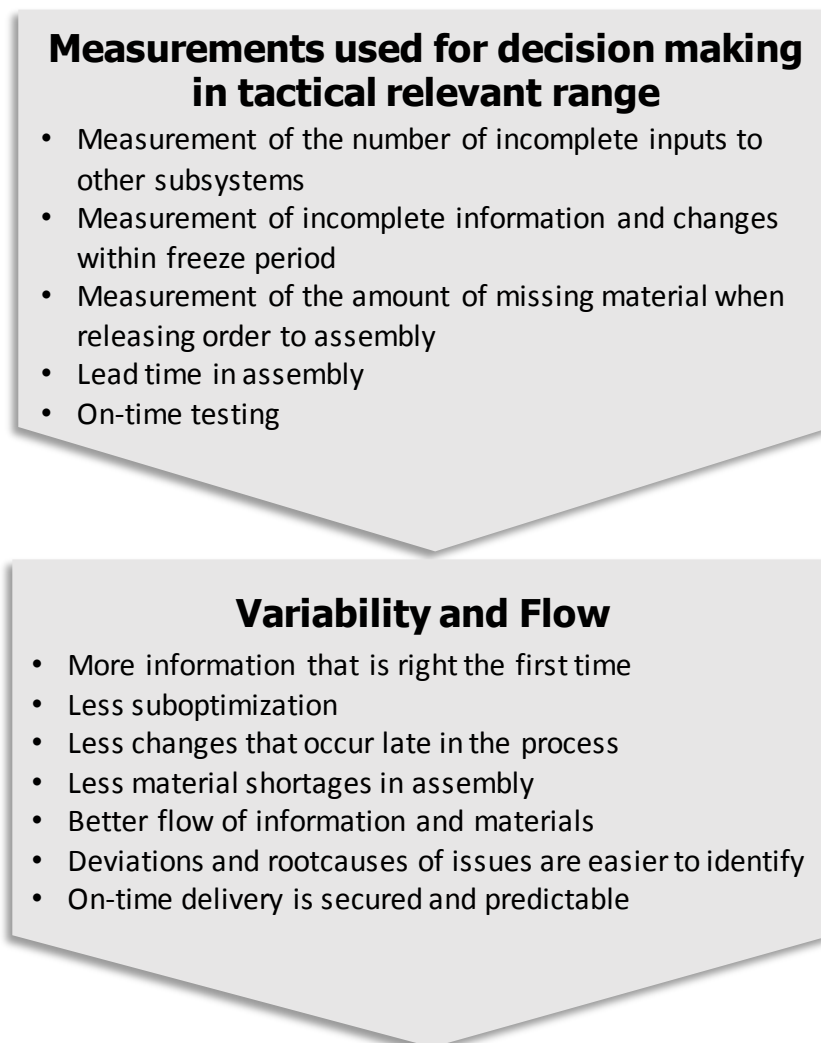 Measurements used for decision making
in tactical relevant range
• Measurement of the number of incomplete inputs to
other subsystems
• Measurement of incomplete information and changes
within freeze period
• Measurement of the amount of missing material when
releasing order to assembly
• Lead time in assembly
• On-time testing
Variability and Flow
• More information that is right the first time
• Less suboptimization
• Less changes that occur late in the process
• Less material shortages in assembly
• Better flow of information and materials
• Deviations and rootcauses of issues are easier to identify
• On-time delivery is secured and predictable